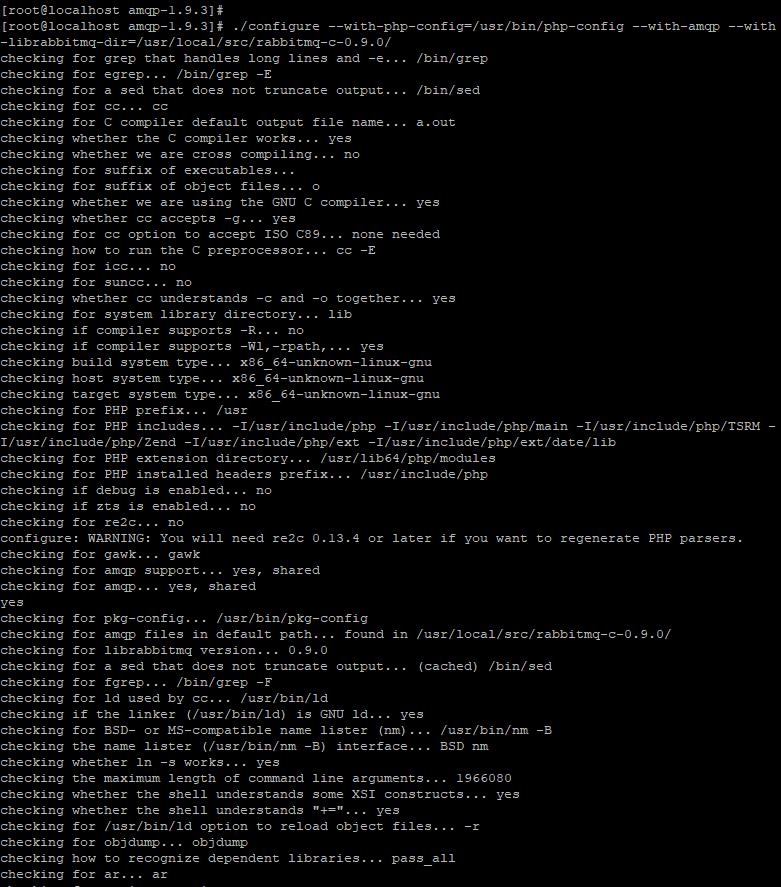 [root@localhost amqp-1.9.3]#
[root@localhost amqp-1.9.3]# ./configure --with-php-config=/usr/bin/php-config --with-amqp --with
-librabbitmq-dir=/usr/local/src/rabbitmq-c-0.9.0/
checking for grep that handles long lines and -e... /bin/grep
checking for egrep... /bin/grep -E
checking for a sed that does not truncate output... /bin/sed
checking for cc... cc
checking for C compiler default output file name... a.out
checking whether the C compiler works... yes
checking whether we are cross compiling... no
checking for suffix of executables...
checking for suffix of object files... o
checking whether we are using the GNU C compiler... yes
checking whether cc accepts -g... yes
checking for cc option to accept ISO C89... none needed
checking how to run the C preprocessor... cc -E
checking for icc... no
checking for suncc... no
checking whether cc understands -c and -o together... yes
checking for system library directory... lib
checking if compiler supports -R... no
checking if compiler supports -Wl,-rpath,... yes
checking build system type... x86_64-unknown-linux-gnu
checking host system type... x86_64-unknown-linux-gnu
checking target system type... x86_64-unknown-linux-gnu
checking for PHP prefix... /usr
checking for PHP includes... -I/usr/include/php -I/usr/include/php/main -I/usr/include/php/TSRM -
I/usr/include/php/Zend -I/usr/include/php/ext -I/usr/include/php/ext/date/lib
checking for PHP extension directory... /usr/lib64/php/modules
checking for PHP installed headers prefix... /usr/include/php
checking if debug is enabled... no
checking if zts is enabled... no
checking for re2c... no
configure: WARNING: You will need re2c 0.13.4 or later if you want to regenerate PHP parsers.
checking for gawk... gawk
checking for amqp support... yes, shared
checking for amqp... yes, shared
yes
checking for pkg-config... /usr/bin/pkg-config
checking for amqp files in default path... found in /usr/local/src/rabbitmq-c-0.9.0/
checking for librabbitmq version... 0.9.0
checking for a sed that does not truncate output... (cached) /bin/sed
checking for fgrep... /bin/grep -F
checking for ld used by cc... /usr/bin/ld
checking if the linker (/usr/bin/ld) is GNU ld... yes
checking for BSD- or MS-compatible name lister (nm)... /usr/bin/nm -B
checking the name lister (/usr/bin/nm -B) interface... BSD nm
checking whether ln -s works... yes
checking the maximum length of command line arguments... 1966080
checking whether the shell understands some XSI constructs... yes
checking whether the shell understands "+="... yes
checking for /usr/bin/ld option to reload object files... -r
checking for objdump... objdump
checking how to recognize dependent libraries... pass_all
checking for ar... ar